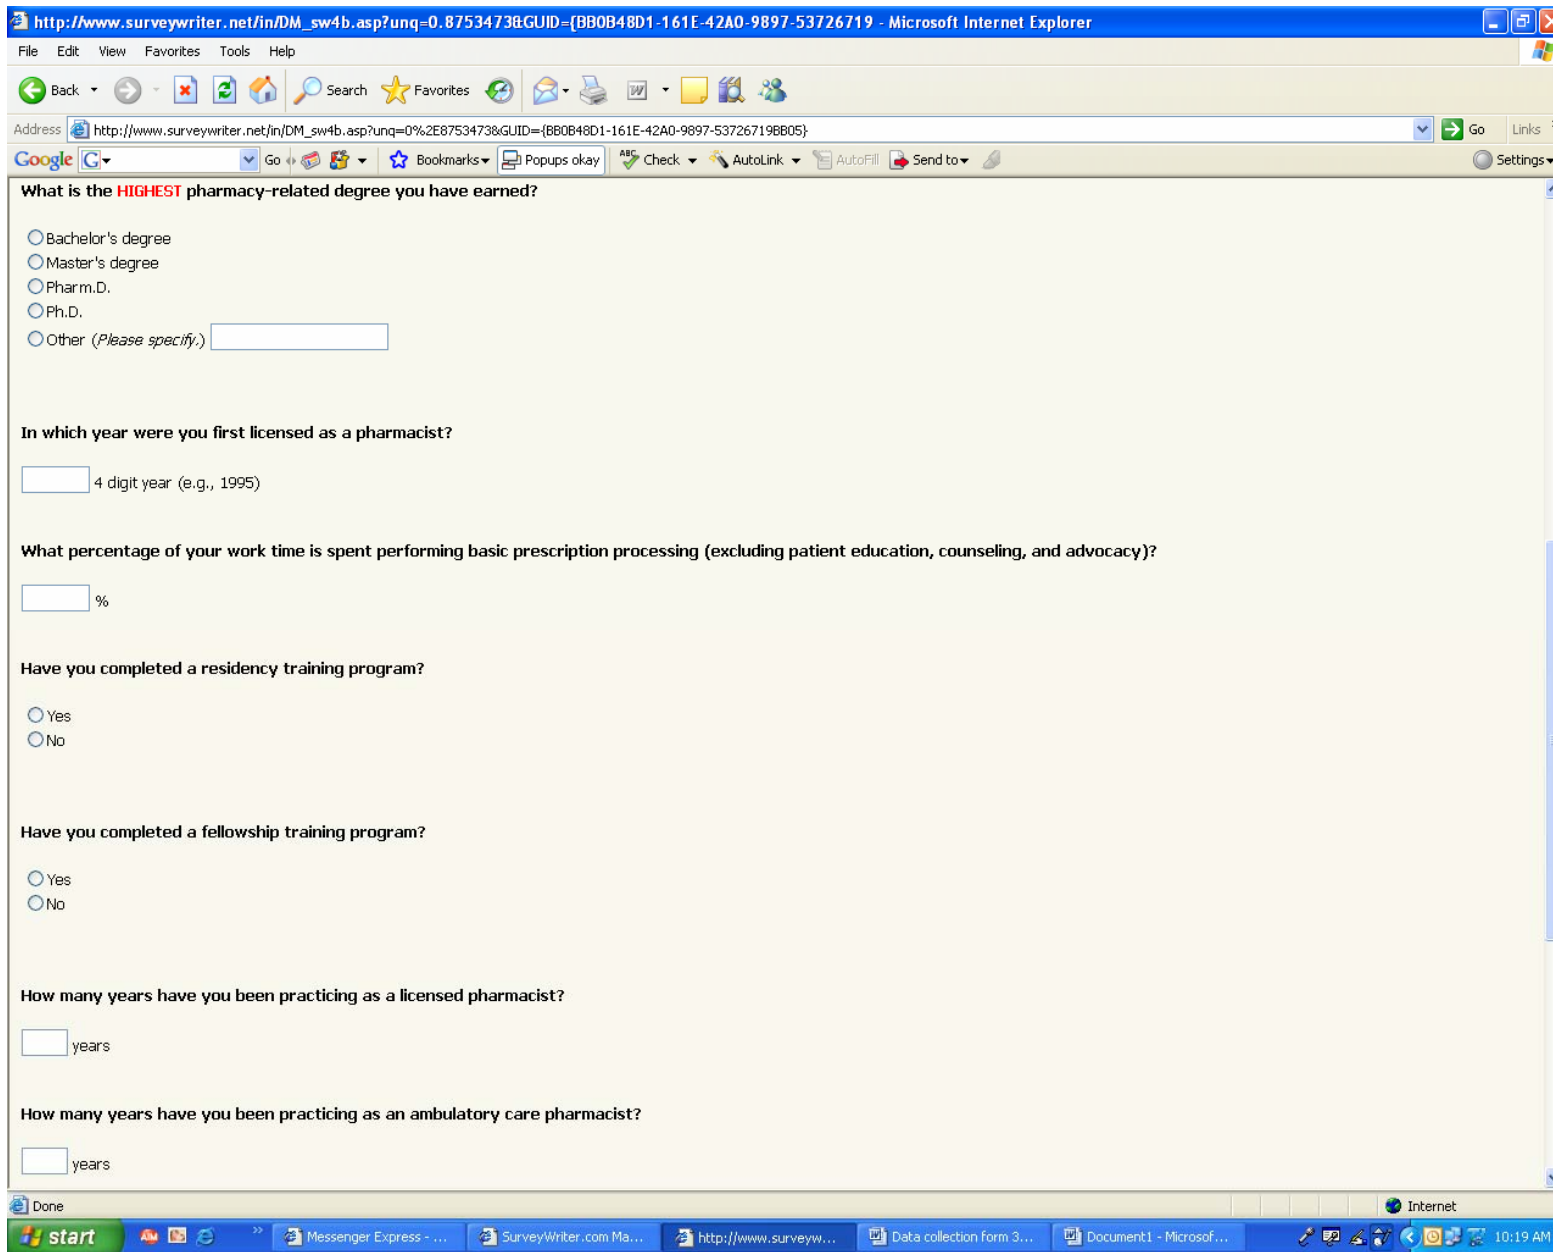 http://www.surveywriter.net/in/DM_sw4b.asp?unq=0.8753473&GUID={BB0B48D1-161E-42A0-9897-53726719 - Microsoft Internet Explorer
File Edit View Favorites Tools Help
Back Search Favorites
Address http://www.surveywriter.net/in/DM_sw4b.asp?unq=0%2E8753473&GUID={BB0B48D1-161E-42A0-9897-53726719BB05} Go Links
Google G Go Bookmarks Popups okay ABC Check AutoLink AutoFill Send to Settings
What is the HIGHEST pharmacy-related degree you have earned?
Bachelor's degree
Master's degree
Pharm.D.
Ph.D.
Other (Please specify.)
In which year were you first licensed as a pharmacist?
4 digit year (e.g., 1995)
What percentage of your work time is spent performing basic prescription processing (excluding patient education, counseling, and advocacy)?
%
Have you completed a residency training program?
Yes
No
Have you completed a fellowship training program?
Yes
No
How many years have you been practicing as a licensed pharmacist?
years
How many years have you been practicing as an ambulatory care pharmacist?
years
Done Internet
start Messenger Express - ... SurveyWriter.com Ma... http://www.surveyw... Data collection form 3... Document1 - Microsof... 10:19 AM